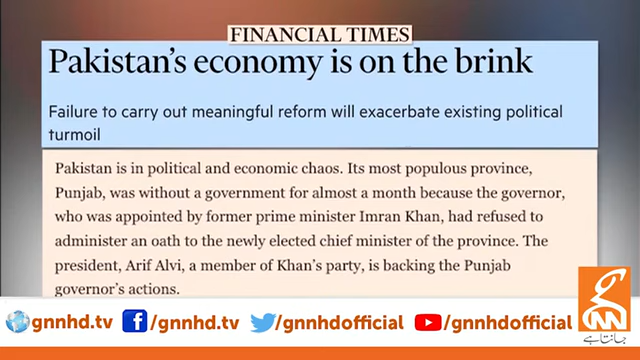 FINANCIAL TIMES
Pakistan's economy is on the brink
Failure to carry out meaningful reform will exacerbate existing political
turmoil
Pakistan is in political and economic chaos. Its most populous province,
Punjab, was without a government for almost a month because the governor,
who was appointed by former prime minister Imran Khan, had refused to
administer an oath to the newly elected chief minister of the province. The
president, Arif Alvi, a member of Khan's party, is backing the Punjab
governor's actions.
GNN
جانتا ہے
gnnhd.tv /gnnhd.tv /gnnhdofficial /gnnhdofficial